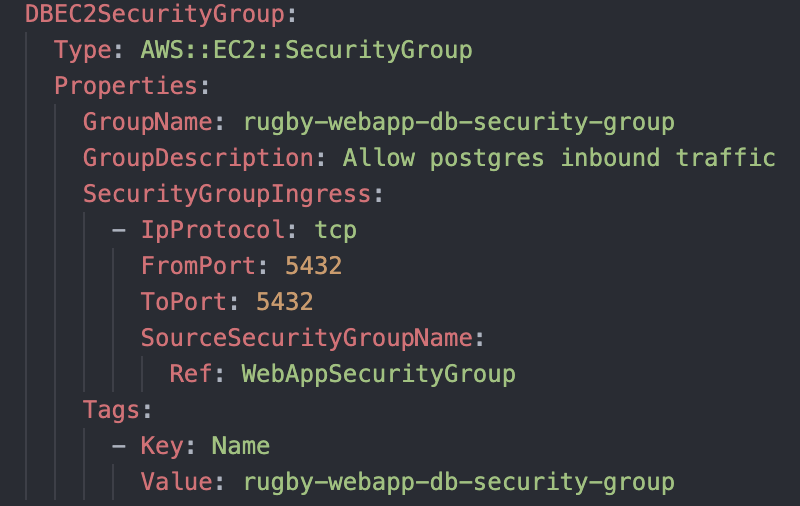 DBEC2SecurityGroup:
Type: AWS::EC2::SecurityGroup
Properties:
GroupName: rugby-webapp-db-security-group
GroupDescription: Allow postgres inbound traffic
SecurityGroupIngress:
- IpProtocol: tcp
FromPort: 5432
ToPort: 5432
SourceSecurityGroupName:
Ref: WebAppSecurityGroup
Tags:
- Key: Name
Value: rugby-webapp-db-security-group